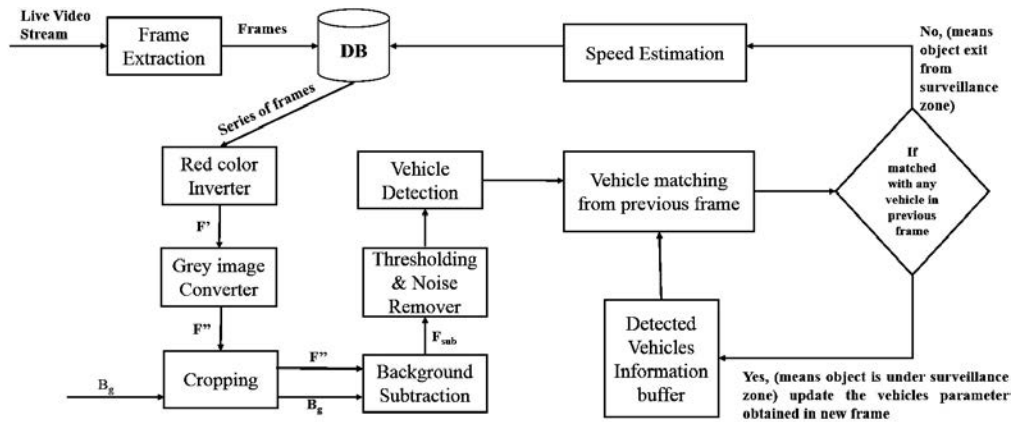 Live Video
Stream
Frame
Extraction
Frames
DB
Speed Estimation
No, (means
object exit
from
surveillance
zone)
Series of frames
Red color
Inverter
Vehicle
Detection
Vehicle matching
from previous frame
If
matched
with any
vehicle in
previous
frame
F'
Grey image
Converter
Thresholding
& Noise
Remover
F"
F_sub
Detected
Vehicles
Information
buffer
B_g
Cropping
F"
B_g
Background
Subtraction
Yes, (means object is under surveillance
zone) update the vehicles parameter
obtained in new frame